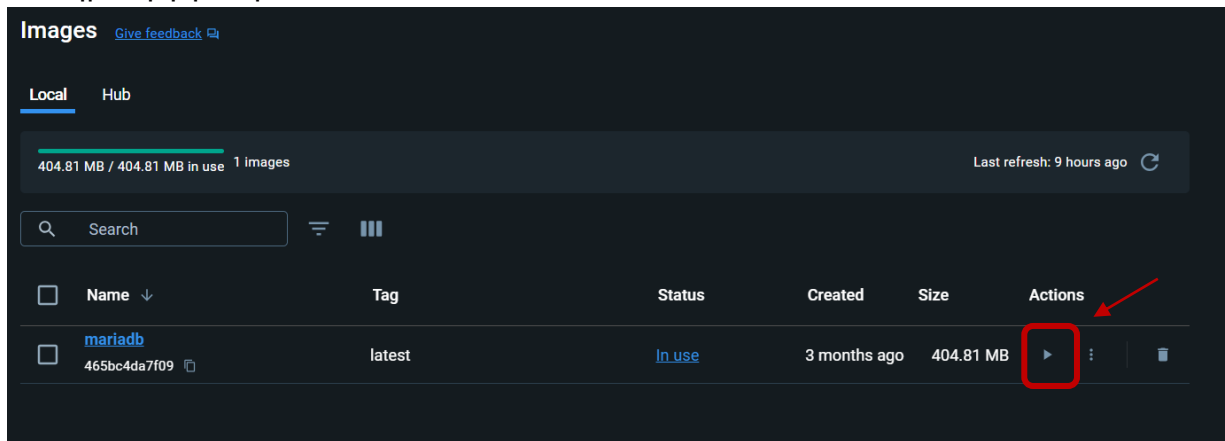 Images Give feedback
Local Hub
404.81 MB / 404.81 MB in use 1 images Last refresh: 9 hours ago
Search
Name Tag Status Created Size Actions
mariadb
465bc4da7f09 latest In use 3 months ago 404.81 MB